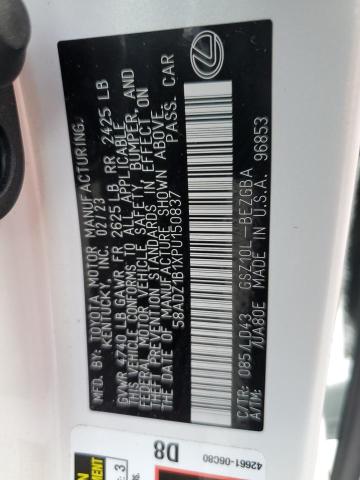 MFD. BY: TOYOTA MOTOR MANUFACTURING.
KENTUCKY, INC. 02/23
GVWR 4740 LB GAWR FR 2625 LB RR 2425 LB
THIS VEHICLE CONFORMS TO ALL APPLICABLE
FEDERAL MOTOR VEHICLE SAFETY, BUMPER, AND
THEFT PREVENTION STANDARDS IN EFFECT ON
THE DATE OF MANUFACTURE SHOWN ABOVE.
58ADZ1B1XPU150837 PASS. CAR
C/TR: 085/LD43 GSZ10L-BEZGBA
A/TM: /UA80E MADE IN U.S.A. 96853
D8
42661-06C80
3